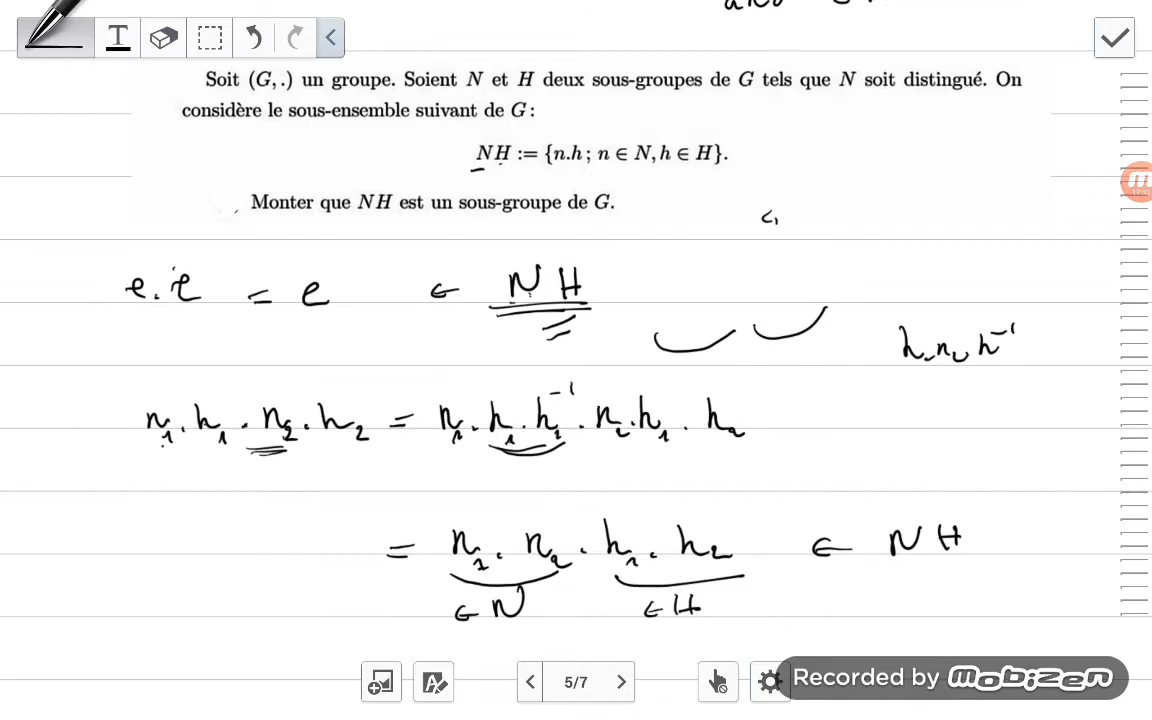 Soit (G, .) un groupe. Soient N et H deux sous-groupes de G tels que N soit distingué. On
considère le sous-ensemble suivant de G :
NH := {n.h ; n ∈ N, h ∈ H}.
Monter que NH est un sous-groupe de G.
e.e = e ∈ NH
h.n₂h⁻¹
n₁.h₁.n₂.h₂ = n₁.h₁.h₁⁻¹.n₂.h₁.h₂
= n₁.n₂.h₁.h₂ ∈ NH
∈ N ∈ H
5/7
Recorded by mobizen